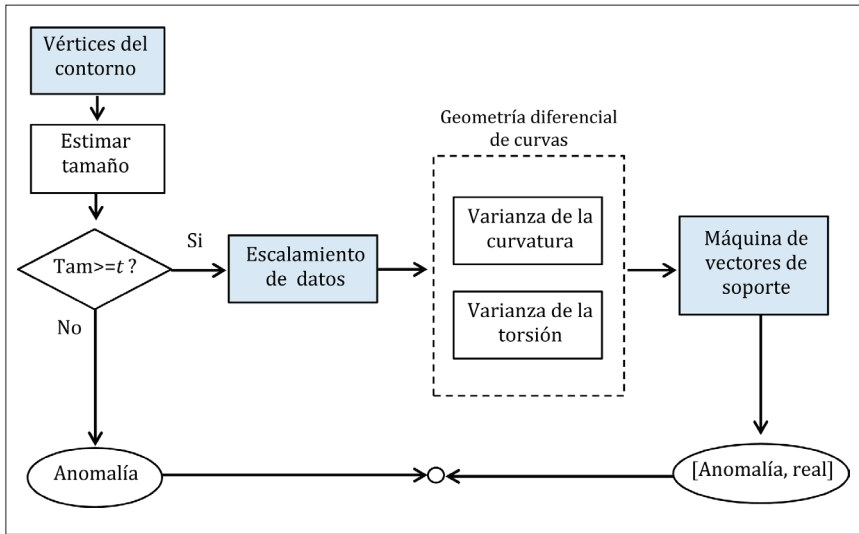 Vértices del
contorno
Estimar
tamaño
Tam>=t ?
Si
No
Escalamiento
de datos
Geometría diferencial
de curvas
Varianza de la
curvatura
Varianza de la
torsión
Máquina de
vectores de
soporte
Anomalía
[Anomalía, real]